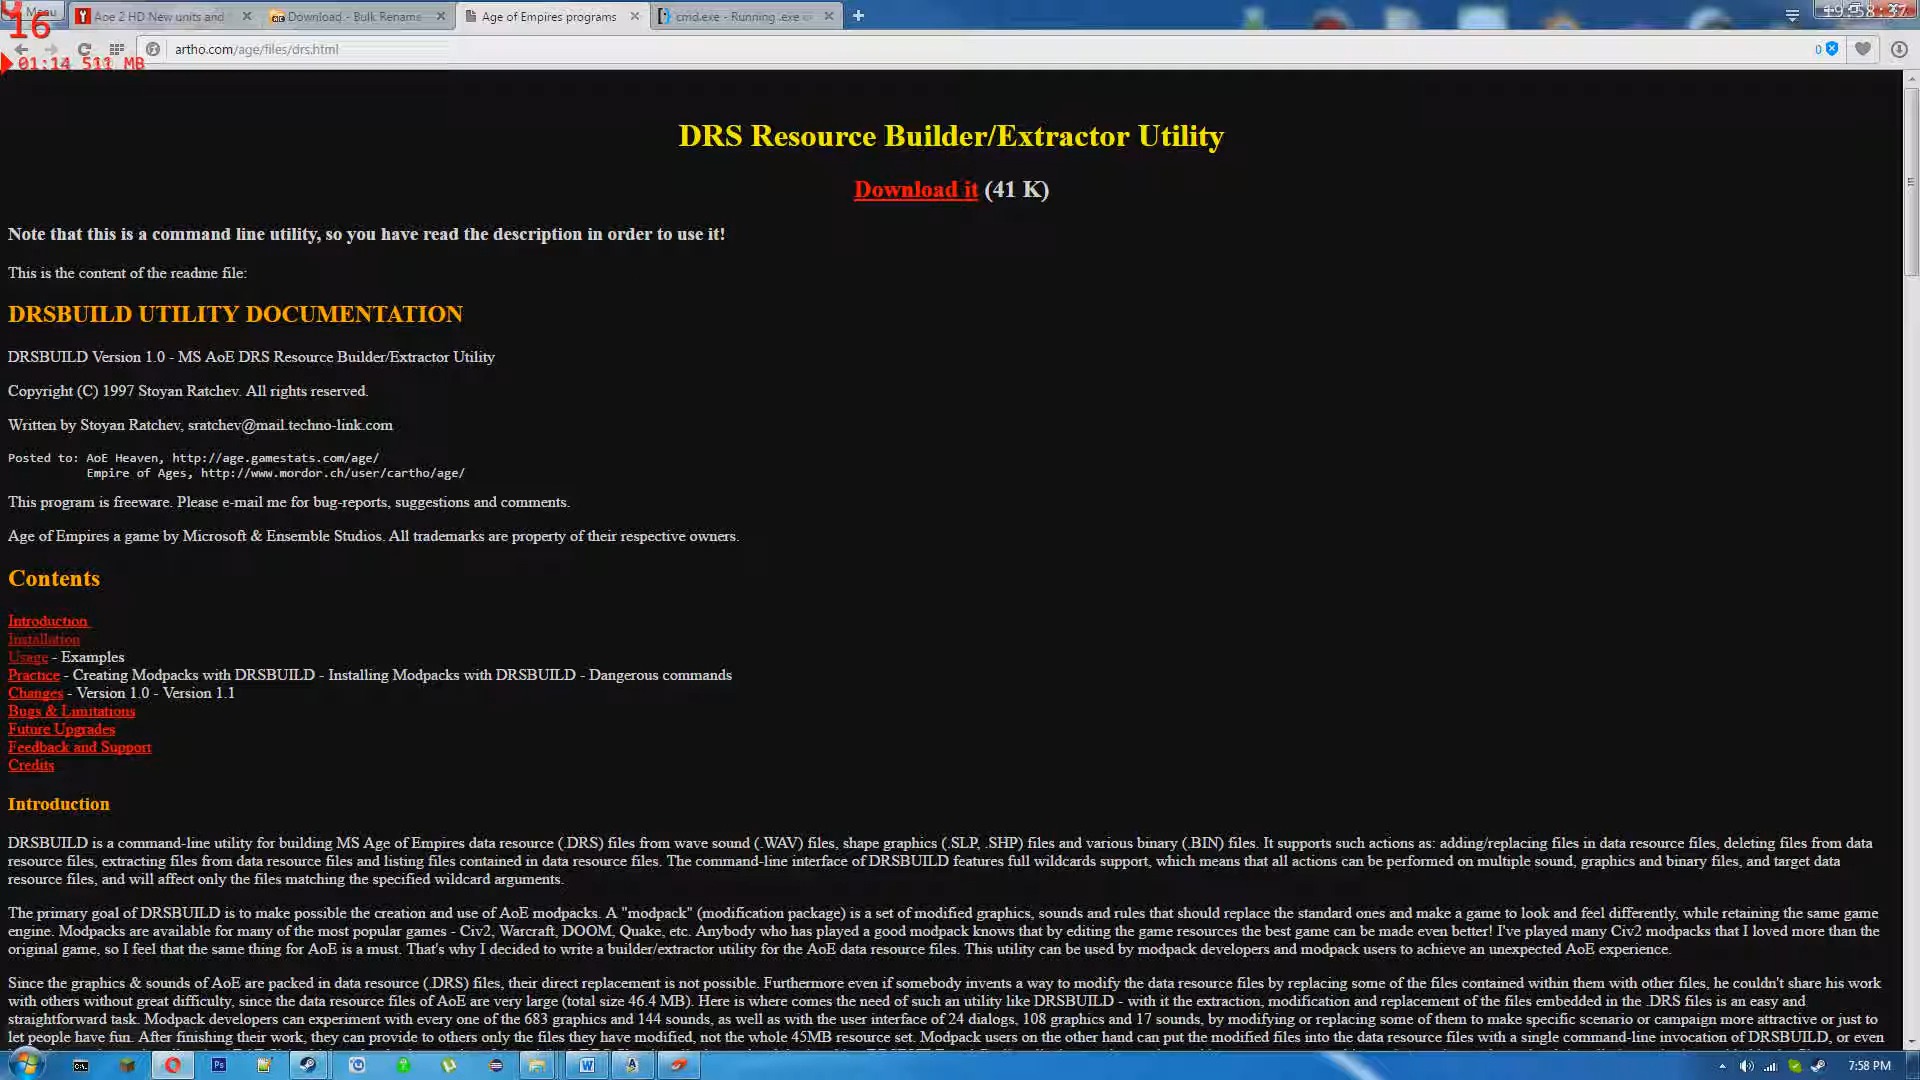 Menu
Aoe 2 HD New units and
Download - Bulk Rename
Age of Empires programs
cmd.exe - Running .exe
19:58:37
16
artho.com/age/files/drs.html
0
01:14 511 MB
DRS Resource Builder/Extractor Utility
Download it (41 K)
Note that this is a command line utility, so you have read the description in order to use it!
This is the content of the readme file:
DRSBUILD UTILITY DOCUMENTATION
DRSBUILD Version 1.0 - MS AoE DRS Resource Builder/Extractor Utility
Copyright (C) 1997 Stoyan Ratchev. All rights reserved.
Written by Stoyan Ratchev, sratchev@mail.techno-link.com
Posted to: AoE Heaven, http://age.gamestats.com/age/
Empire of Ages, http://www.mordor.ch/user/cartho/age/
This program is freeware. Please e-mail me for bug-reports, suggestions and comments.
Age of Empires a game by Microsoft & Ensemble Studios. All trademarks are property of their respective owners.
Contents
Introduction
Installation
Usage - Examples
Practice - Creating Modpacks with DRSBUILD - Installing Modpacks with DRSBUILD - Dangerous commands
Changes - Version 1.0 - Version 1.1
Bugs & Limitations
Future Upgrades
Feedback and Support
Credits
Introduction
DRSBUILD is a command-line utility for building MS Age of Empires data resource (.DRS) files from wave sound (.WAV) files, shape graphics (.SLP, .SHP) files and various binary (.BIN) files. It supports such actions as: adding/replacing files in data resource files, deleting files from data
resource files, extracting files from data resource files and listing files contained in data resource files. The command-line interface of DRSBUILD features full wildcards support, which means that all actions can be performed on multiple sound, graphics and binary files, and target data
resource files, and will affect only the files matching the specified wildcard arguments.
The primary goal of DRSBUILD is to make possible the creation and use of AoE modpacks. A "modpack" (modification package) is a set of modified graphics, sounds and rules that should replace the standard ones and make a game to look and feel differently, while retaining the same game
engine. Modpacks are available for many of the most popular games - Civ2, Warcraft, DOOM, Quake, etc. Anybody who has played a good modpack knows that by editing the game resources the best game can be made even better! I've played many Civ2 modpacks that I loved more than the
original game, so I feel that the same thing for AoE is a must. That's why I decided to write a builder/extractor utility for the AoE data resource files. This utility can be used by modpack developers and modpack users to achieve an unexpected AoE experience.
Since the graphics & sounds of AoE are packed in data resource (.DRS) files, their direct replacement is not possible. Furthermore even if somebody invents a way to modify the data resource files by replacing some of the files contained within them with other files, he couldn't share his work
with others without great difficulty, since the data resource files of AoE are very large (total size 46.4 MB). Here is where comes the need of such an utility like DRSBUILD - with it the extraction, modification and replacement of the files embedded in the .DRS files is an easy and
straightforward task. Modpack developers can experiment with every one of the 683 graphics and 144 sounds, as well as with the user interface of 24 dialogs, 108 graphics and 17 sounds, by modifying or replacing some of them to make specific scenario or campaign more attractive or just to
let people have fun. After finishing their work, they can provide to others only the files they have modified, not the whole 45MB resource set. Modpack users on the other hand can put the modified files into the data resource files with a single command-line invocation of DRSBUILD, or even
7:58 PM